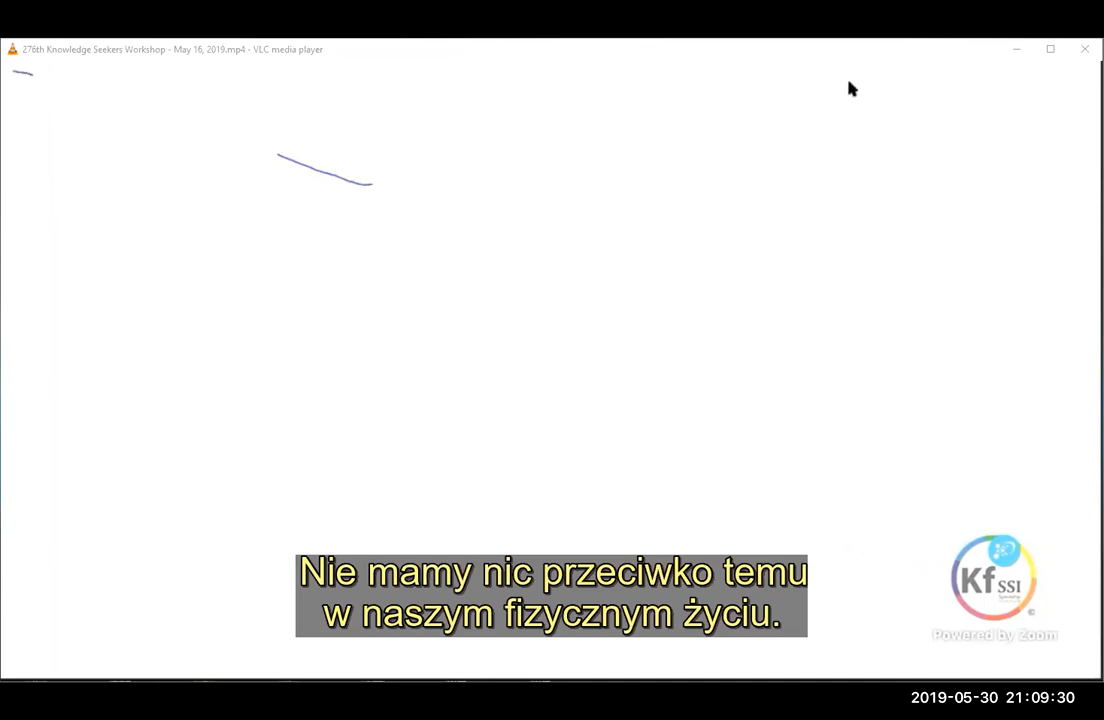 276th Knowledge Seekers Workshop - May 16, 2019.mp4 - VLC media player
Nie mamy nic przeciwko temu
w naszym fizycznym życiu.
Kf SSI
©
Powered by Zoom
2019-05-30 21:09:30